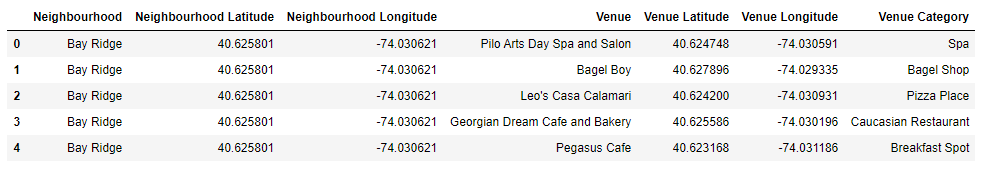 Neighbourhood Neighbourhood Latitude Neighbourhood Longitude Venue Venue Latitude Venue Longitude Venue Category
0 Bay Ridge 40.625801 -74.030621 Pilo Arts Day Spa and Salon 40.624748 -74.030591 Spa
1 Bay Ridge 40.625801 -74.030621 Bagel Boy 40.627896 -74.029335 Bagel Shop
2 Bay Ridge 40.625801 -74.030621 Leo's Casa Calamari 40.624200 -74.030931 Pizza Place
3 Bay Ridge 40.625801 -74.030621 Georgian Dream Cafe and Bakery 40.625586 -74.030196 Caucasian Restaurant
4 Bay Ridge 40.625801 -74.030621 Pegasus Cafe 40.623168 -74.031186 Breakfast Spot